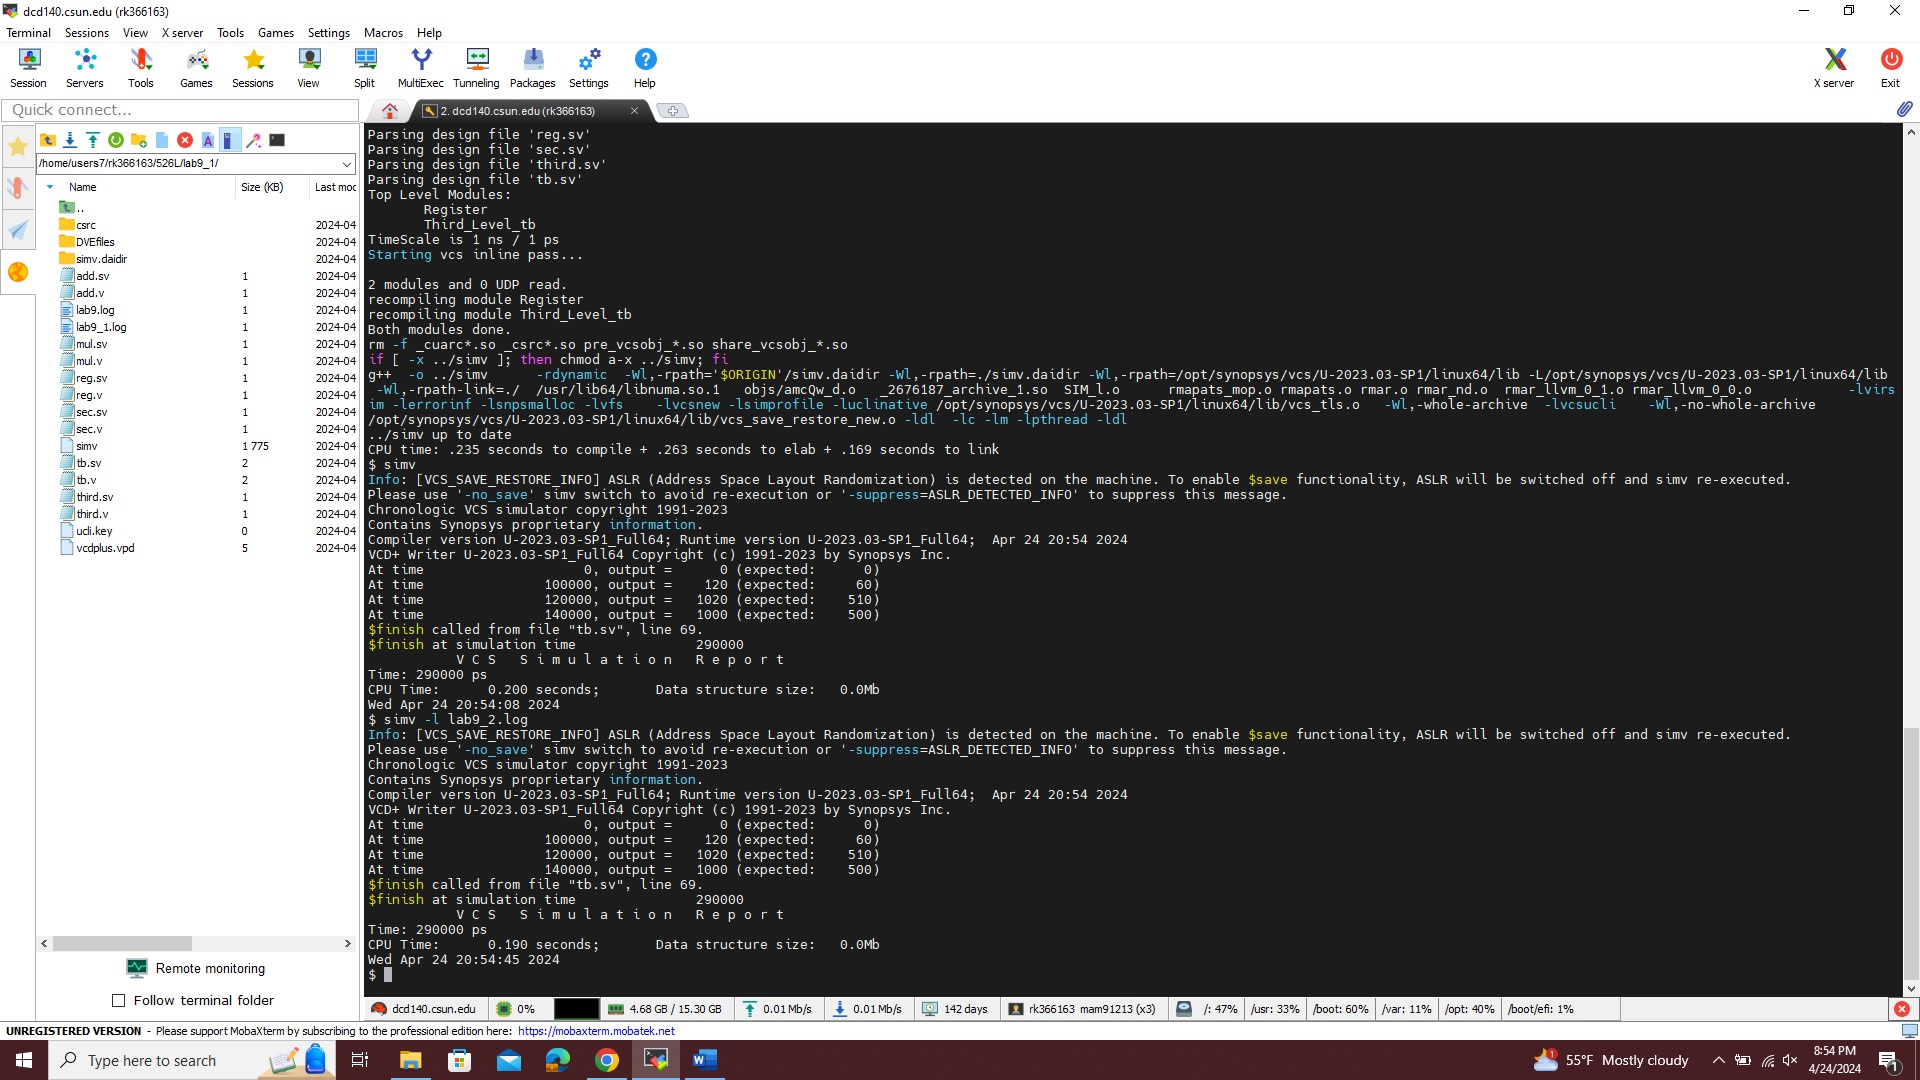 dcd140.csun.edu (rk366163)
Terminal Sessions View X server Tools Games Settings Macros Help
Session Servers Tools Games Sessions View Split MultiExec Tunneling Packages Settings Help X server Exit
Quick connect...
2. dcd140.csun.edu (rk366163)
/home/users7/rk366163/526L/lab9_1/
Name Size (KB) Last moc
..
csrc 2024-04
DVEfiles 2024-04
simv.daidir 2024-04
add.sv 1 2024-04
add.v 1 2024-04
lab9.log 1 2024-04
lab9_1.log 1 2024-04
mul.sv 1 2024-04
mul.v 1 2024-04
reg.sv 1 2024-04
reg.v 1 2024-04
sec.sv 1 2024-04
sec.v 1 2024-04
simv 1 775 2024-04
tb.sv 2 2024-04
tb.v 2 2024-04
third.sv 1 2024-04
third.v 1 2024-04
ucli.key 0 2024-04
vcdplus.vpd 5 2024-04
Remote monitoring
Follow terminal folder
Parsing design file 'reg.sv'
Parsing design file 'sec.sv'
Parsing design file 'third.sv'
Parsing design file 'tb.sv'
Top Level Modules:
Register
Third_Level_tb
TimeScale is 1 ns / 1 ps
Starting vcs inline pass...
2 modules and 0 UDP read.
recompiling module Register
recompiling module Third_Level_tb
Both modules done.
rm -f _cuarc*.so _csrc*.so pre_vcsobj_*.so share_vcsobj_*.so
if [ -x ../simv ]; then chmod a-x ../simv; fi
g++ -o ../simv -rdynamic -Wl,-rpath='$ORIGIN'/simv.daidir -Wl,-rpath=./simv.daidir -Wl,-rpath=/opt/synopsys/vcs/U-2023.03-SP1/linux64/lib -L/opt/synopsys/vcs/U-2023.03-SP1/linux64/lib
-Wl,-rpath-link=./ /usr/lib64/libnuma.so.1 objs/amcQw_d.o _2676187_archive_1.so SIM_l.o rmapats_mop.o rmapats.o rmar.o rmar_nd.o rmar_llvm_0_1.o rmar_llvm_0_0.o -lvirs
im -lerrorinf -lsnpsmalloc -lvfs -lvcsnew -lsimprofile -luclinative /opt/synopsys/vcs/U-2023.03-SP1/linux64/lib/vcs_tls.o -Wl,-whole-archive -lvcsucli -Wl,-no-whole-archive
/opt/synopsys/vcs/U-2023.03-SP1/linux64/lib/vcs_save_restore_new.o -ldl -lc -lm -lpthread -ldl
../simv up to date
CPU time: .235 seconds to compile + .263 seconds to elab + .169 seconds to link
$ simv
Info: [VCS_SAVE_RESTORE_INFO] ASLR (Address Space Layout Randomization) is detected on the machine. To enable $save functionality, ASLR will be switched off and simv re-executed.
Please use '-no_save' simv switch to avoid re-execution or '-suppress=ASLR_DETECTED_INFO' to suppress this message.
Chronologic VCS simulator copyright 1991-2023
Contains Synopsys proprietary information.
Compiler version U-2023.03-SP1_Full64; Runtime version U-2023.03-SP1_Full64; Apr 24 20:54 2024
VCD+ Writer U-2023.03-SP1_Full64 Copyright (c) 1991-2023 by Synopsys Inc.
At time 0, output = 0 (expected: 0)
At time 100000, output = 120 (expected: 60)
At time 120000, output = 1020 (expected: 510)
At time 140000, output = 1000 (expected: 500)
$finish called from file "tb.sv", line 69.
$finish at simulation time 290000
V C S S i m u l a t i o n R e p o r t
Time: 290000 ps
CPU Time: 0.200 seconds; Data structure size: 0.0Mb
Wed Apr 24 20:54:08 2024
$ simv -l lab9_2.log
Info: [VCS_SAVE_RESTORE_INFO] ASLR (Address Space Layout Randomization) is detected on the machine. To enable $save functionality, ASLR will be switched off and simv re-executed.
Please use '-no_save' simv switch to avoid re-execution or '-suppress=ASLR_DETECTED_INFO' to suppress this message.
Chronologic VCS simulator copyright 1991-2023
Contains Synopsys proprietary information.
Compiler version U-2023.03-SP1_Full64; Runtime version U-2023.03-SP1_Full64; Apr 24 20:54 2024
VCD+ Writer U-2023.03-SP1_Full64 Copyright (c) 1991-2023 by Synopsys Inc.
At time 0, output = 0 (expected: 0)
At time 100000, output = 120 (expected: 60)
At time 120000, output = 1020 (expected: 510)
At time 140000, output = 1000 (expected: 500)
$finish called from file "tb.sv", line 69.
$finish at simulation time 290000
V C S S i m u l a t i o n R e p o r t
Time: 290000 ps
CPU Time: 0.190 seconds; Data structure size: 0.0Mb
Wed Apr 24 20:54:45 2024
$
dcd140.csun.edu 0% 4.68 GB / 15.30 GB 0.01 Mb/s 0.01 Mb/s 142 days rk366163 mam91213 (x3) /: 47% /usr: 33% /boot: 60% /var: 11% /opt: 40% /boot/efi: 1%
UNREGISTERED VERSION - Please support MobaXterm by subscribing to the professional edition here: https://mobaxterm.mobatek.net
Type here to search
55°F Mostly cloudy
8:54 PM
4/24/2024
1